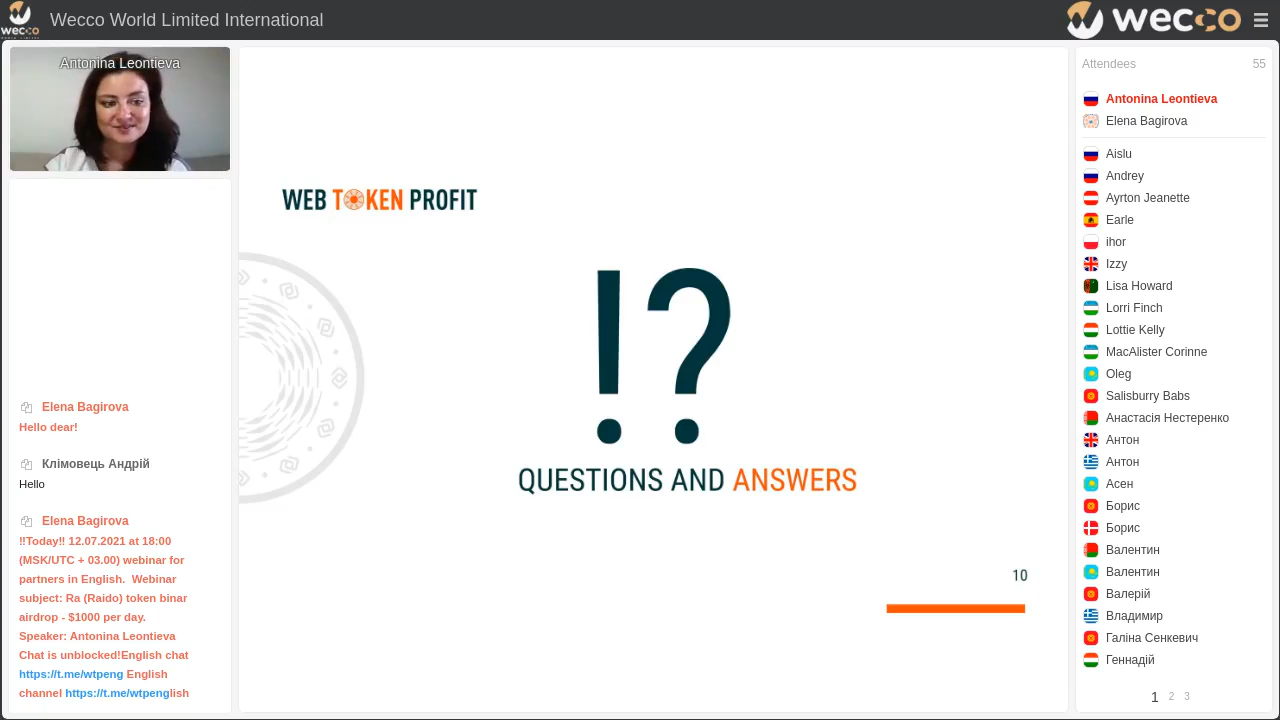 wecco
Wecco World Limited International
wecco
Antonina Leontieva
Elena Bagirova
Hello dear!
Клімовець Андрій
Hello
Elena Bagirova
!!Today!! 12.07.2021 at 18:00
(MSK/UTC + 03.00) webinar for
partners in English.  Webinar
subject: Ra (Raido) token binar
airdrop - $1000 per day.
Speaker: Antonina Leontieva
Chat is unblocked!English chat
https://t.me/wtpeng English
channel https://t.me/wtpenglish
WEB TOKEN PROFIT
!?
QUESTIONS AND ANSWERS
10
Attendees 55
Antonina Leontieva
Elena Bagirova
Aislu
Andrey
Ayrton Jeanette
Earle
ihor
Izzy
Lisa Howard
Lorri Finch
Lottie Kelly
MacAlister Corinne
Oleg
Salisburry Babs
Анастасія Нестеренко
Антон
Антон
Асен
Борис
Борис
Валентин
Валентин
Валерій
Владимир
Галіна Сенкевич
Геннадій
1 2 3